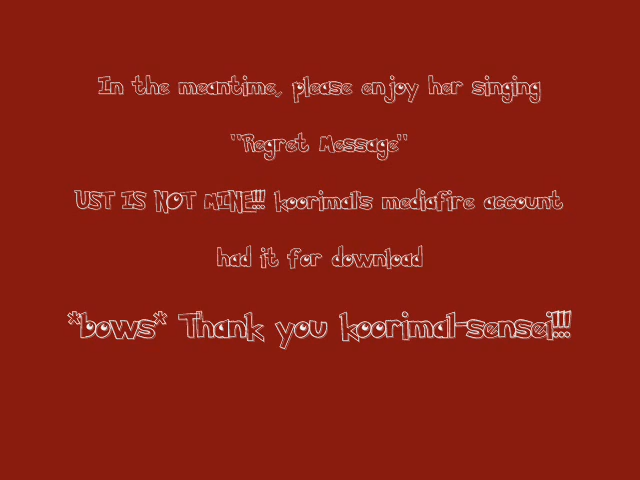 In the meantime, please enjoy her singing
"Regret Message"
UST IS NOT MINE!!! koorimal's mediafire account
had it for download
*bows* Thank you koorimal-sensei!!!